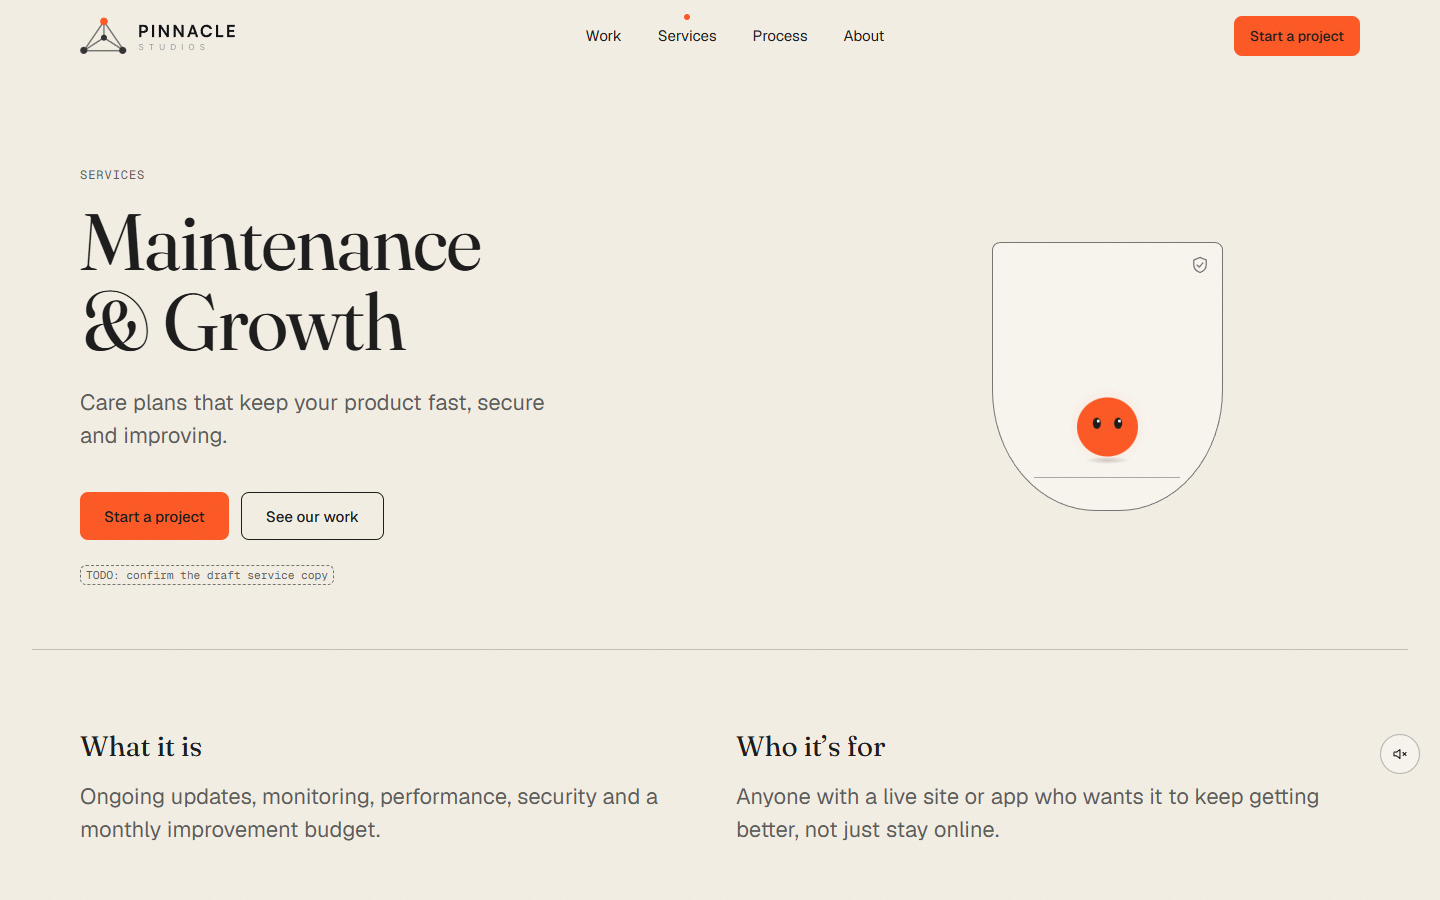 PINNACLE
STUDIOS
Work
Services
Process
About
Start a project
SERVICES
Maintenance
& Growth
Care plans that keep your product fast, secure
and improving.
Start a project
See our work
TODO: confirm the draft service copy
What it is
Ongoing updates, monitoring, performance, security and a
monthly improvement budget.
Who it’s for
Anyone with a live site or app who wants it to keep getting
better, not just stay online.